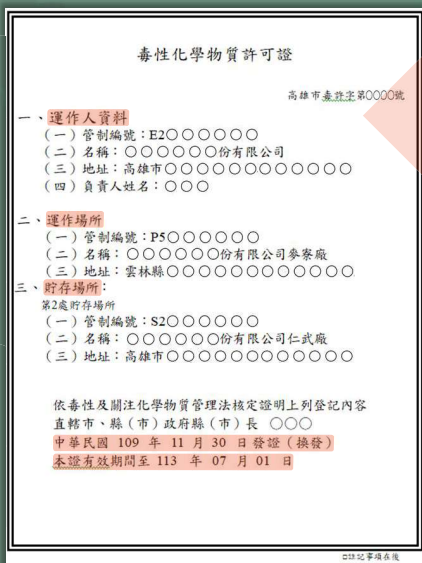 毒性化學物質許可證
高雄市毒許字第○○○○號
一、運作人資料
（一）管制編號：E2○○○○○○
（二）名稱：○○○○○○份有限公司
（三）地址：高雄市○○○○○○○○○○○○
（四）負責人姓名：○○○
二、運作場所
（一）管制編號：P5○○○○○○
（二）名稱：○○○○○○份有限公司麥寮廠
（三）地址：雲林縣○○○○○○○○○○○○
三、貯存場所：
第2處貯存場所
（一）管制編號：S2○○○○○○
（二）名稱：○○○○○○份有限公司仁武廠
（三）地址：高雄市○○○○○○○○○○○○
依毒性及關注化學物質管理法核定證明上列登記內容
直轄市、縣（市）政府縣（市）長 ○○○
中華民國 109 年 11 月 30 日發證（換發）
本證有效期間至 113 年 07 月 01 日
記事項在後